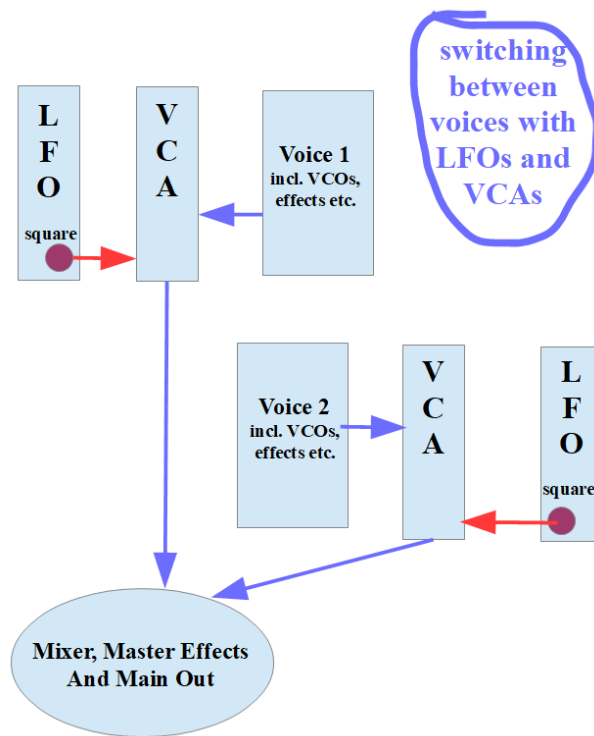 switching
between
voices with
LFOs and
VCAs
L
F
O
square
V
C
A
Voice 1
incl. VCOs,
effects etc.
Voice 2
incl. VCOs,
effects etc.
V
C
A
L
F
O
square
Mixer, Master Effects
And Main Out